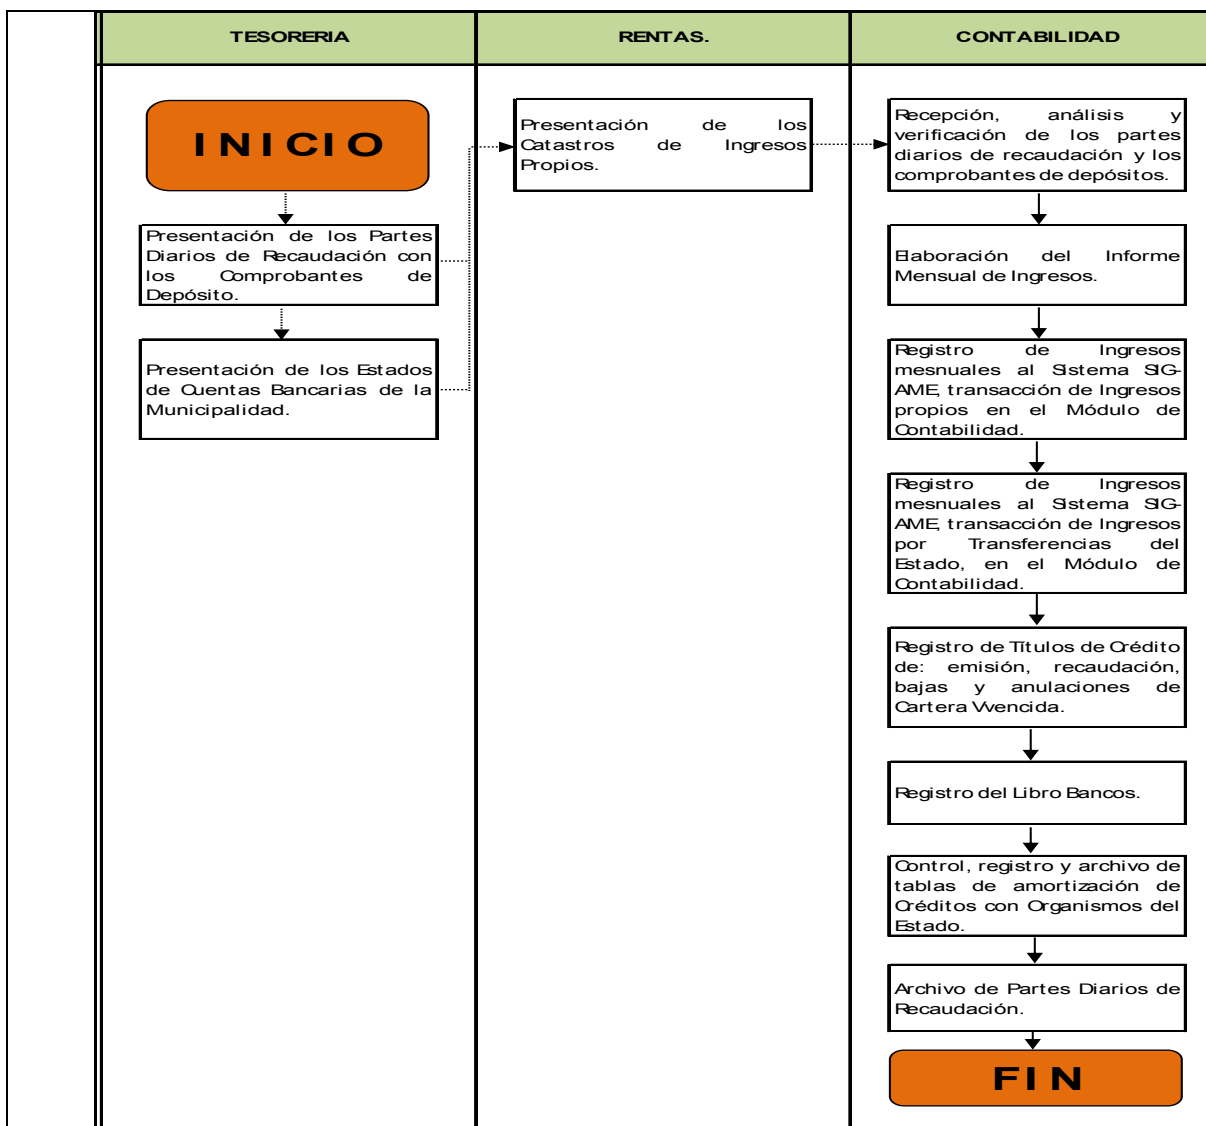 TESORERIA
RENTAS.
CONTABILIDAD
INICIO
Presentación de los Partes
Diarios de Recaudación con
los Comprobantes de
Depósito.
Presentación de los Estados
de Cuentas Bancarias de la
Municipalidad.
Presentación de los
Catastros de Ingresos
Propios.
Recepción, análisis y
verificación de los partes
diarios de recaudación y los
comprobantes de depósitos.
Elaboración del Informe
Mensual de Ingresos.
Registro de Ingresos
mesnuales al Sistema SIG-
AME, transacción de Ingresos
propios en el Módulo de
Contabilidad.
Registro de Ingresos
mesnuales al Sistema SIG-
AME, transacción de Ingresos
por Transferencias del
Estado, en el Módulo de
Contabilidad.
Registro de Títulos de Crédito
de: emisión, recaudación,
bajas y anulaciones de
Cartera Vvencida.
Registro del Libro Bancos.
Control, registro y archivo de
tablas de amortización de
Créditos con Organismos del
Estado.
Archivo de Partes Diarios de
Recaudación.
FIN